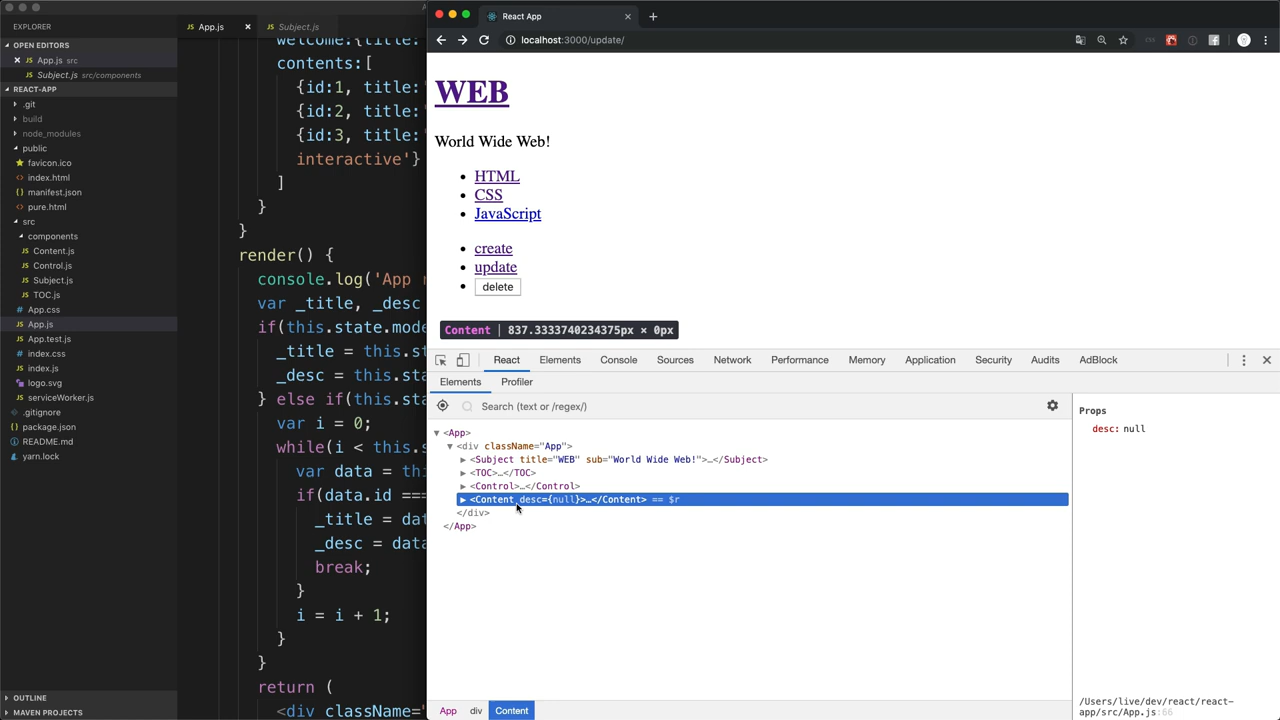 EXPLORER
OPEN EDITORS
App.js src
Subject.js src/components
REACT-APP
.git
build
node_modules
public
favicon.ico
index.html
manifest.json
pure.html
src
components
Content.js
Control.js
Subject.js
TOC.js
App.css
App.js
App.test.js
index.css
index.js
logo.svg
serviceWorker.js
.gitignore
package.json
README.md
yarn.lock
OUTLINE
MAVEN PROJECTS
App.js
Subject.js
welcome:{title:
contents:[
{id:1, title:
{id:2, title:
{id:3, title:
interactive'}
]
}
}
render() {
console.log('App
var _title, _desc
if(this.state.mode
_title = this.st
_desc = this.sta
} else if(this.sta
var i = 0;
while(i < this.s
var data = th
if(data.id ===
_title = dat
_desc = data
break;
}
i = i + 1;
}
}
return (
<div className=
React App
localhost:3000/update/
WEB
World Wide Web!
HTML
CSS
JavaScript
create
update
delete
Content | 837.3333740234375px × 0px
React Elements Console Sources Network Performance Memory Application Security Audits AdBlock
Elements Profiler
Search (text or /regex/)
<App>
<div className="App">
<Subject title="WEB" sub="World Wide Web!">…</Subject>
<TOC>…</TOC>
<Control>…</Control>
<Content desc={null}>…</Content> == $r
</div>
</App>
App div Content
Props
desc: null
/Users/live/dev/react/react-
app/src/App.js:66